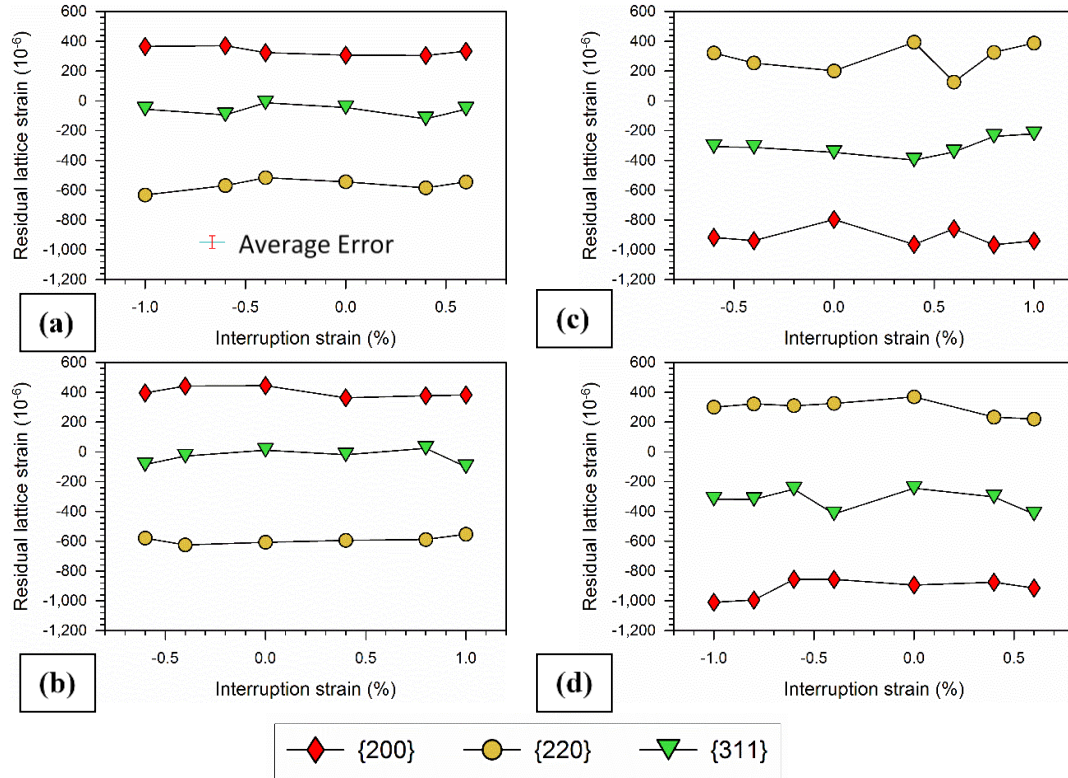 600
400
200
0
-200
-400
-600
-800
-1,000
-1,200
Residual lattice strain (10⁻⁶)
Average Error
-1.0 -0.5 0.0 0.5
Interruption strain (%)
(a)
600
400
200
0
-200
-400
-600
-800
-1,000
-1,200
Residual lattice strain (10⁻⁶)
-0.5 0.0 0.5 1.0
Interruption strain (%)
(c)
600
400
200
0
-200
-400
-600
-800
-1,000
-1,200
Residual lattice strain (10⁻⁶)
-0.5 0.0 0.5 1.0
Interruption strain (%)
(b)
600
400
200
0
-200
-400
-600
-800
-1,000
-1,200
Residual lattice strain (10⁻⁶)
-1.0 -0.5 0.0 0.5
Interruption strain (%)
(d)
{200} {220} {311}